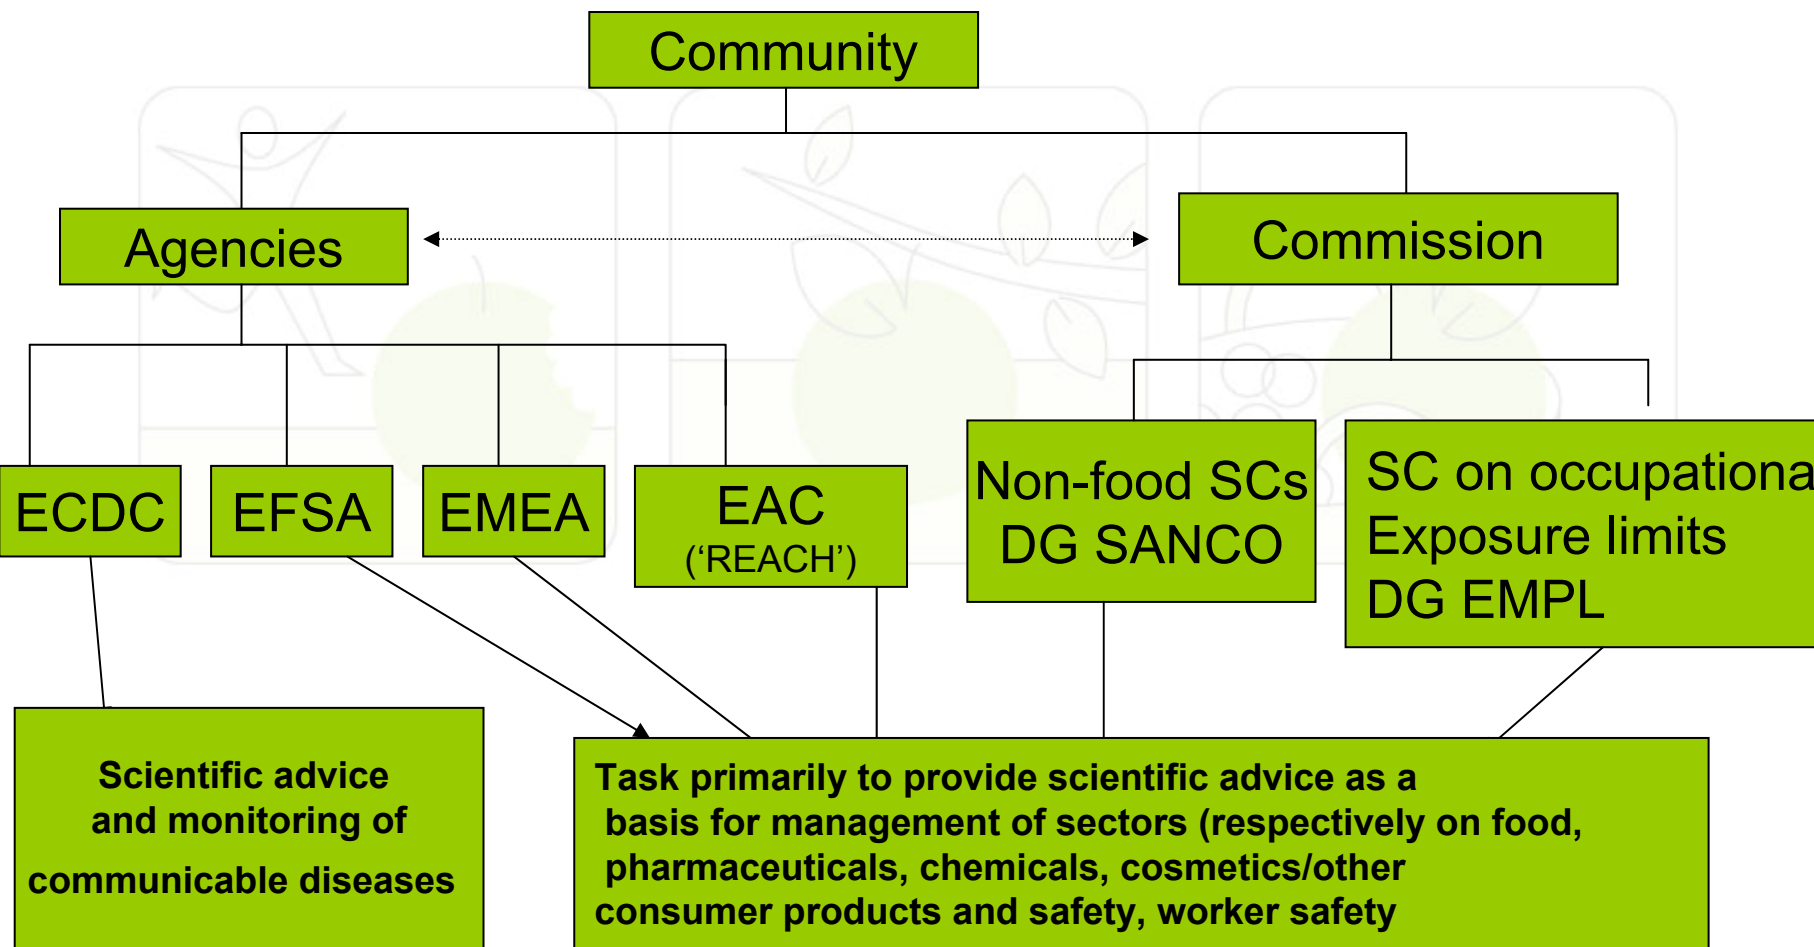 Community
Agencies
Commission
ECDC
EFSA
EMEA
EAC
(‘REACH’)
Non-food SCs
DG SANCO
SC on occupationa
Exposure limits
DG EMPL
Scientific advice
and monitoring of
communicable diseases
Task primarily to provide scientific advice as a
basis for management of sectors (respectively on food,
pharmaceuticals, chemicals, cosmetics/other
consumer products and safety, worker safety